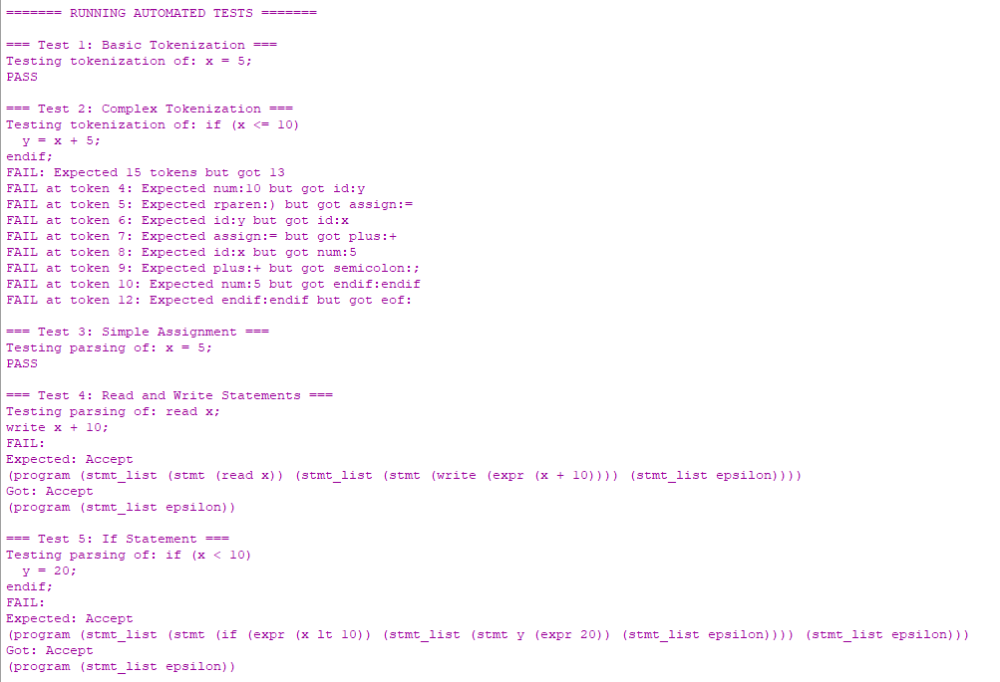 ======= RUNNING AUTOMATED TESTS =======
=== Test 1: Basic Tokenization ===
Testing tokenization of: x = 5;
PASS
=== Test 2: Complex Tokenization ===
Testing tokenization of: if (x <= 10)
  y = x + 5;
endif;
FAIL: Expected 15 tokens but got 13
FAIL at token 4: Expected num:10 but got id:y
FAIL at token 5: Expected rparen:) but got assign:=
FAIL at token 6: Expected id:y but got id:x
FAIL at token 7: Expected assign:= but got plus:+
FAIL at token 8: Expected id:x but got num:5
FAIL at token 9: Expected plus:+ but got semicolon:;
FAIL at token 10: Expected num:5 but got endif:endif
FAIL at token 12: Expected endif:endif but got eof:
=== Test 3: Simple Assignment ===
Testing parsing of: x = 5;
PASS
=== Test 4: Read and Write Statements ===
Testing parsing of: read x;
write x + 10;
FAIL:
Expected: Accept
(program (stmt_list (stmt (read x)) (stmt_list (stmt (write (expr (x + 10)))) (stmt_list epsilon))))
Got: Accept
(program (stmt_list epsilon))
=== Test 5: If Statement ===
Testing parsing of: if (x < 10)
  y = 20;
endif;
FAIL:
Expected: Accept
(program (stmt_list (stmt (if (expr (x lt 10)) (stmt_list (stmt y (expr 20)) (stmt_list epsilon)))) (stmt_list epsilon)))
Got: Accept
(program (stmt_list epsilon))